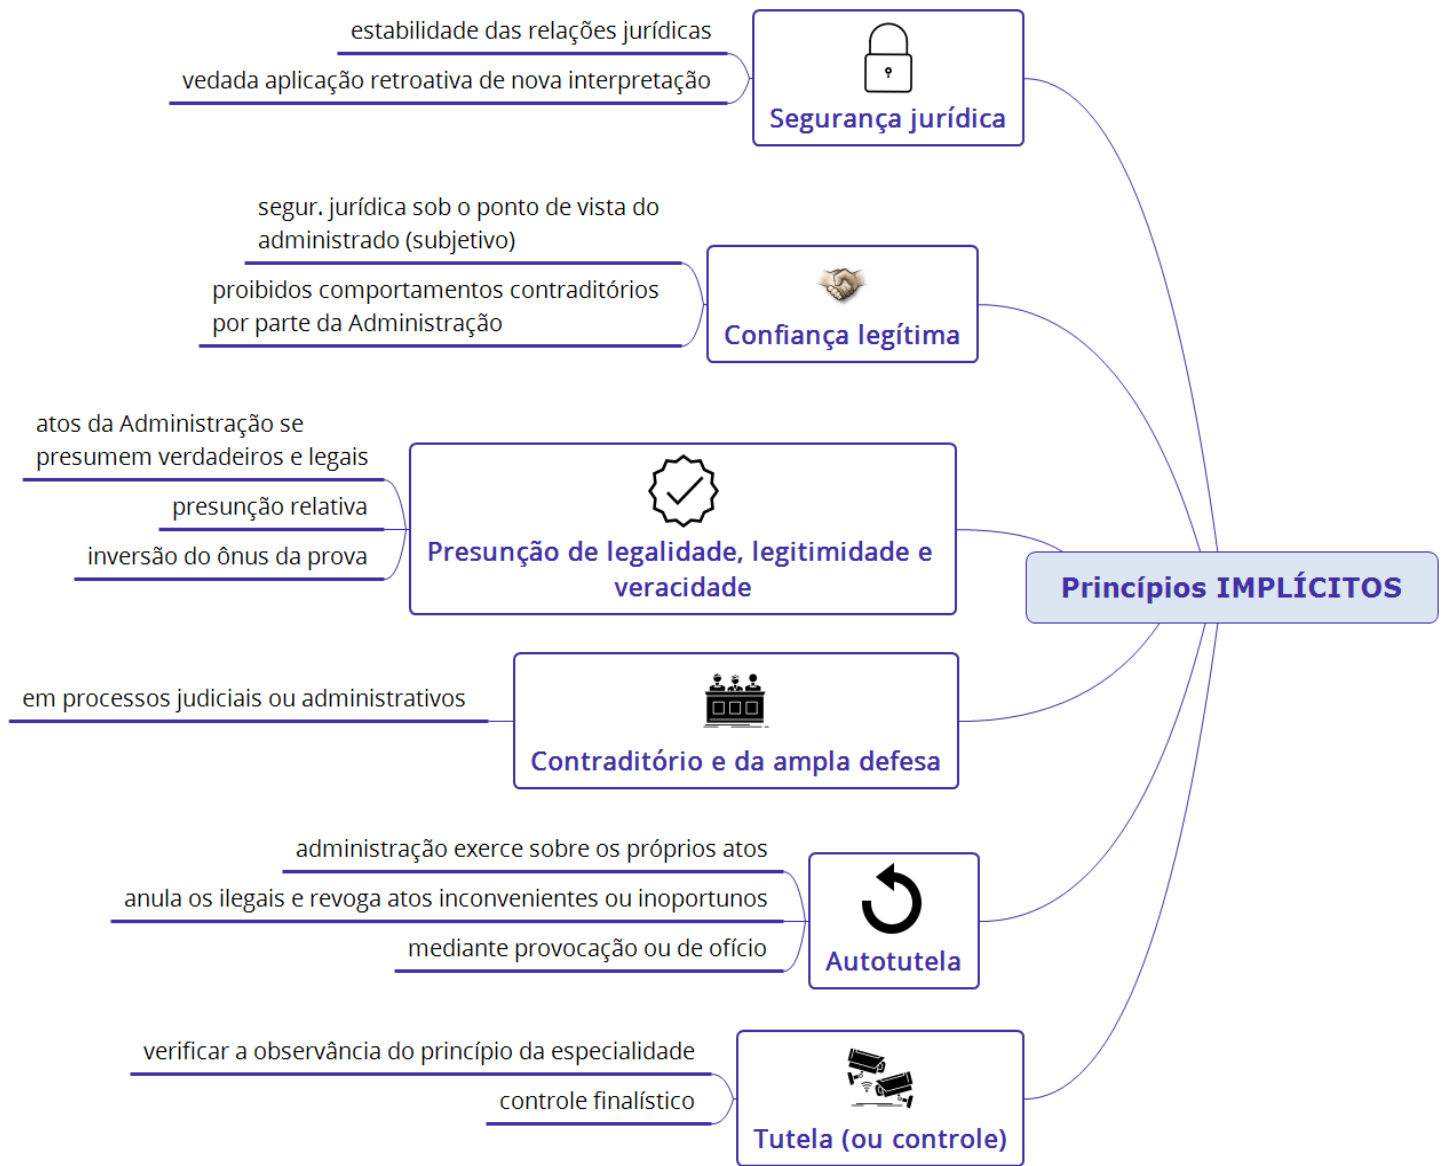 estabilidade das relações jurídicas
vedada aplicação retroativa de nova interpretação
Segurança jurídica
segur. jurídica sob o ponto de vista do
administrado (subjetivo)
proibidos comportamentos contraditórios
por parte da Administração
Confiança legítima
atos da Administração se
presumem verdadeiros e legais
presunção relativa
inversão do ônus da prova
Presunção de legalidade, legitimidade e
veracidade
Princípios IMPLÍCITOS
em processos judiciais ou administrativos
Contraditório e da ampla defesa
administração exerce sobre os próprios atos
anula os ilegais e revoga atos inconvenientes ou inoportunos
mediante provocação ou de ofício
Autotutela
verificar a observância do princípio da especialidade
controle finalístico
Tutela (ou controle)